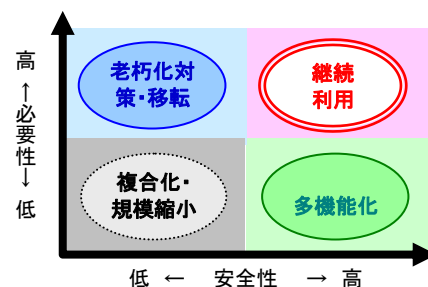 高 ↑必要性↓ 低
老朽化対
策・移転
継続
利用
複合化・
規模縮小
多機能化
低 ← 安全性 → 高